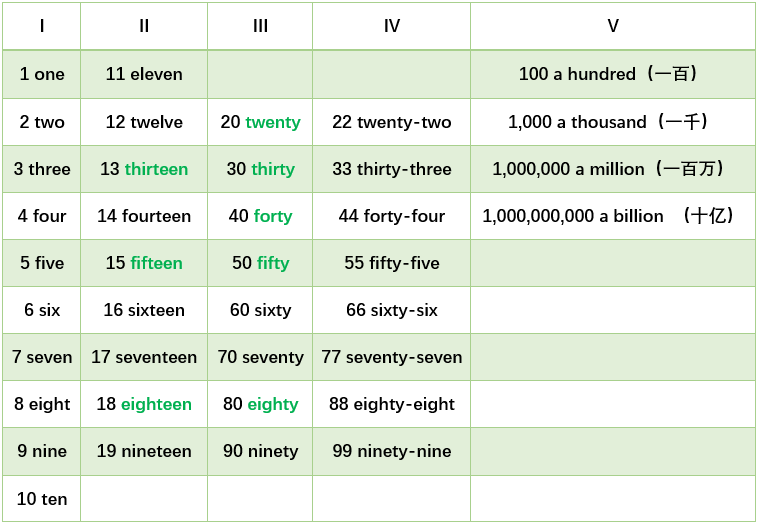 I II III IV V
1 one 11 eleven 100 a hundred（一百）
2 two 12 twelve 20 twenty 22 twenty-two 1,000 a thousand（一千）
3 three 13 thirteen 30 thirty 33 thirty-three 1,000,000 a million（一百万）
4 four 14 fourteen 40 forty 44 forty-four 1,000,000,000 a billion （十亿）
5 five 15 fifteen 50 fifty 55 fifty-five
6 six 16 sixteen 60 sixty 66 sixty-six
7 seven 17 seventeen 70 seventy 77 seventy-seven
8 eight 18 eighteen 80 eighty 88 eighty-eight
9 nine 19 nineteen 90 ninety 99 ninety-nine
10 ten